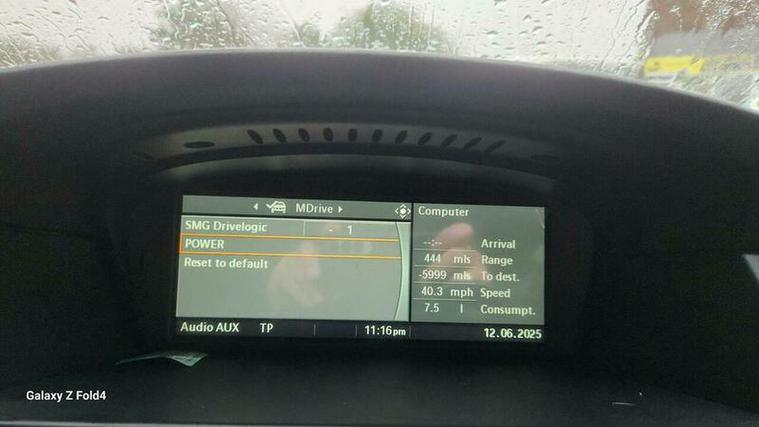 MDrive
SMG Drivelogic - 1
POWER
Reset to default
Computer
--:-- Arrival
444 mls Range
-5999 mls To dest.
40.3 mph Speed
7.5 l Consumpt.
Audio AUX TP 11:16pm 12.06.2025
Galaxy Z Fold4